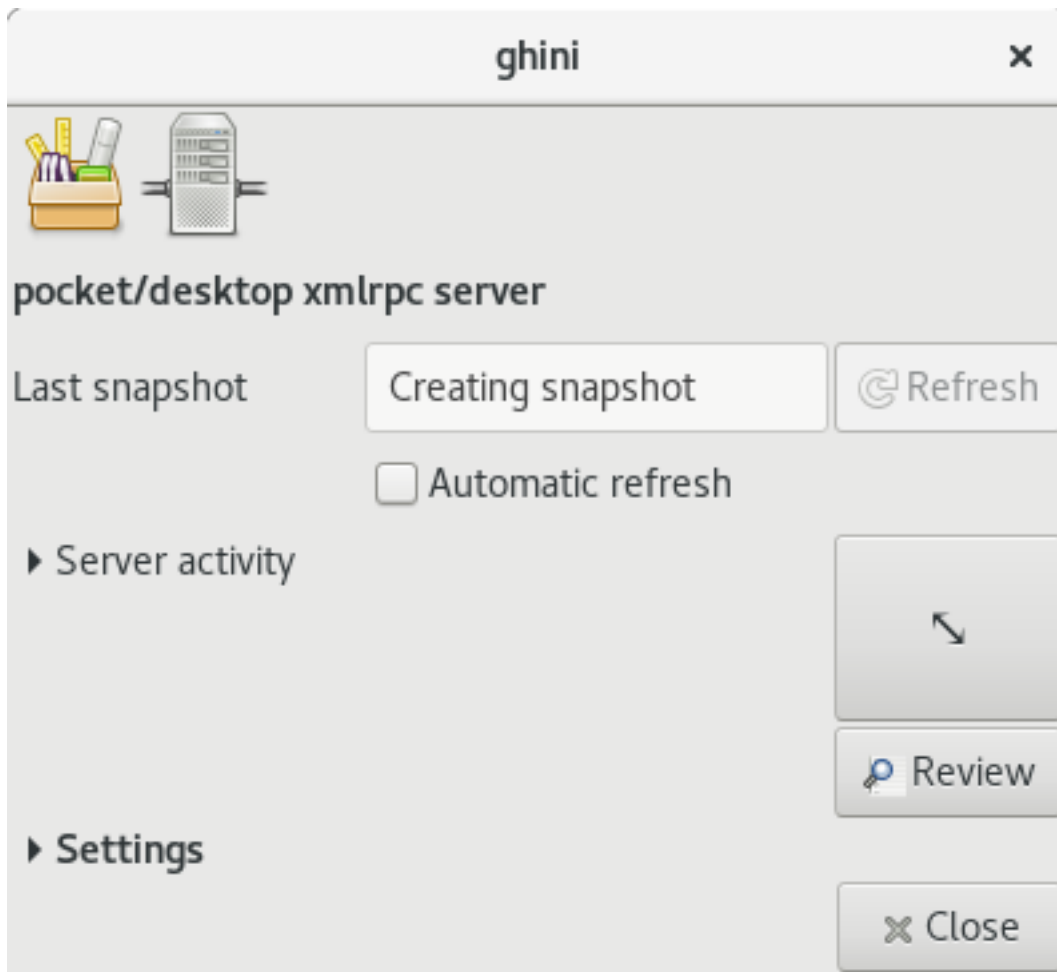 ghini
pocket/desktop xmlrpc server
Last snapshot Creating snapshot Refresh
Automatic refresh
Server activity
Review
Settings
Close